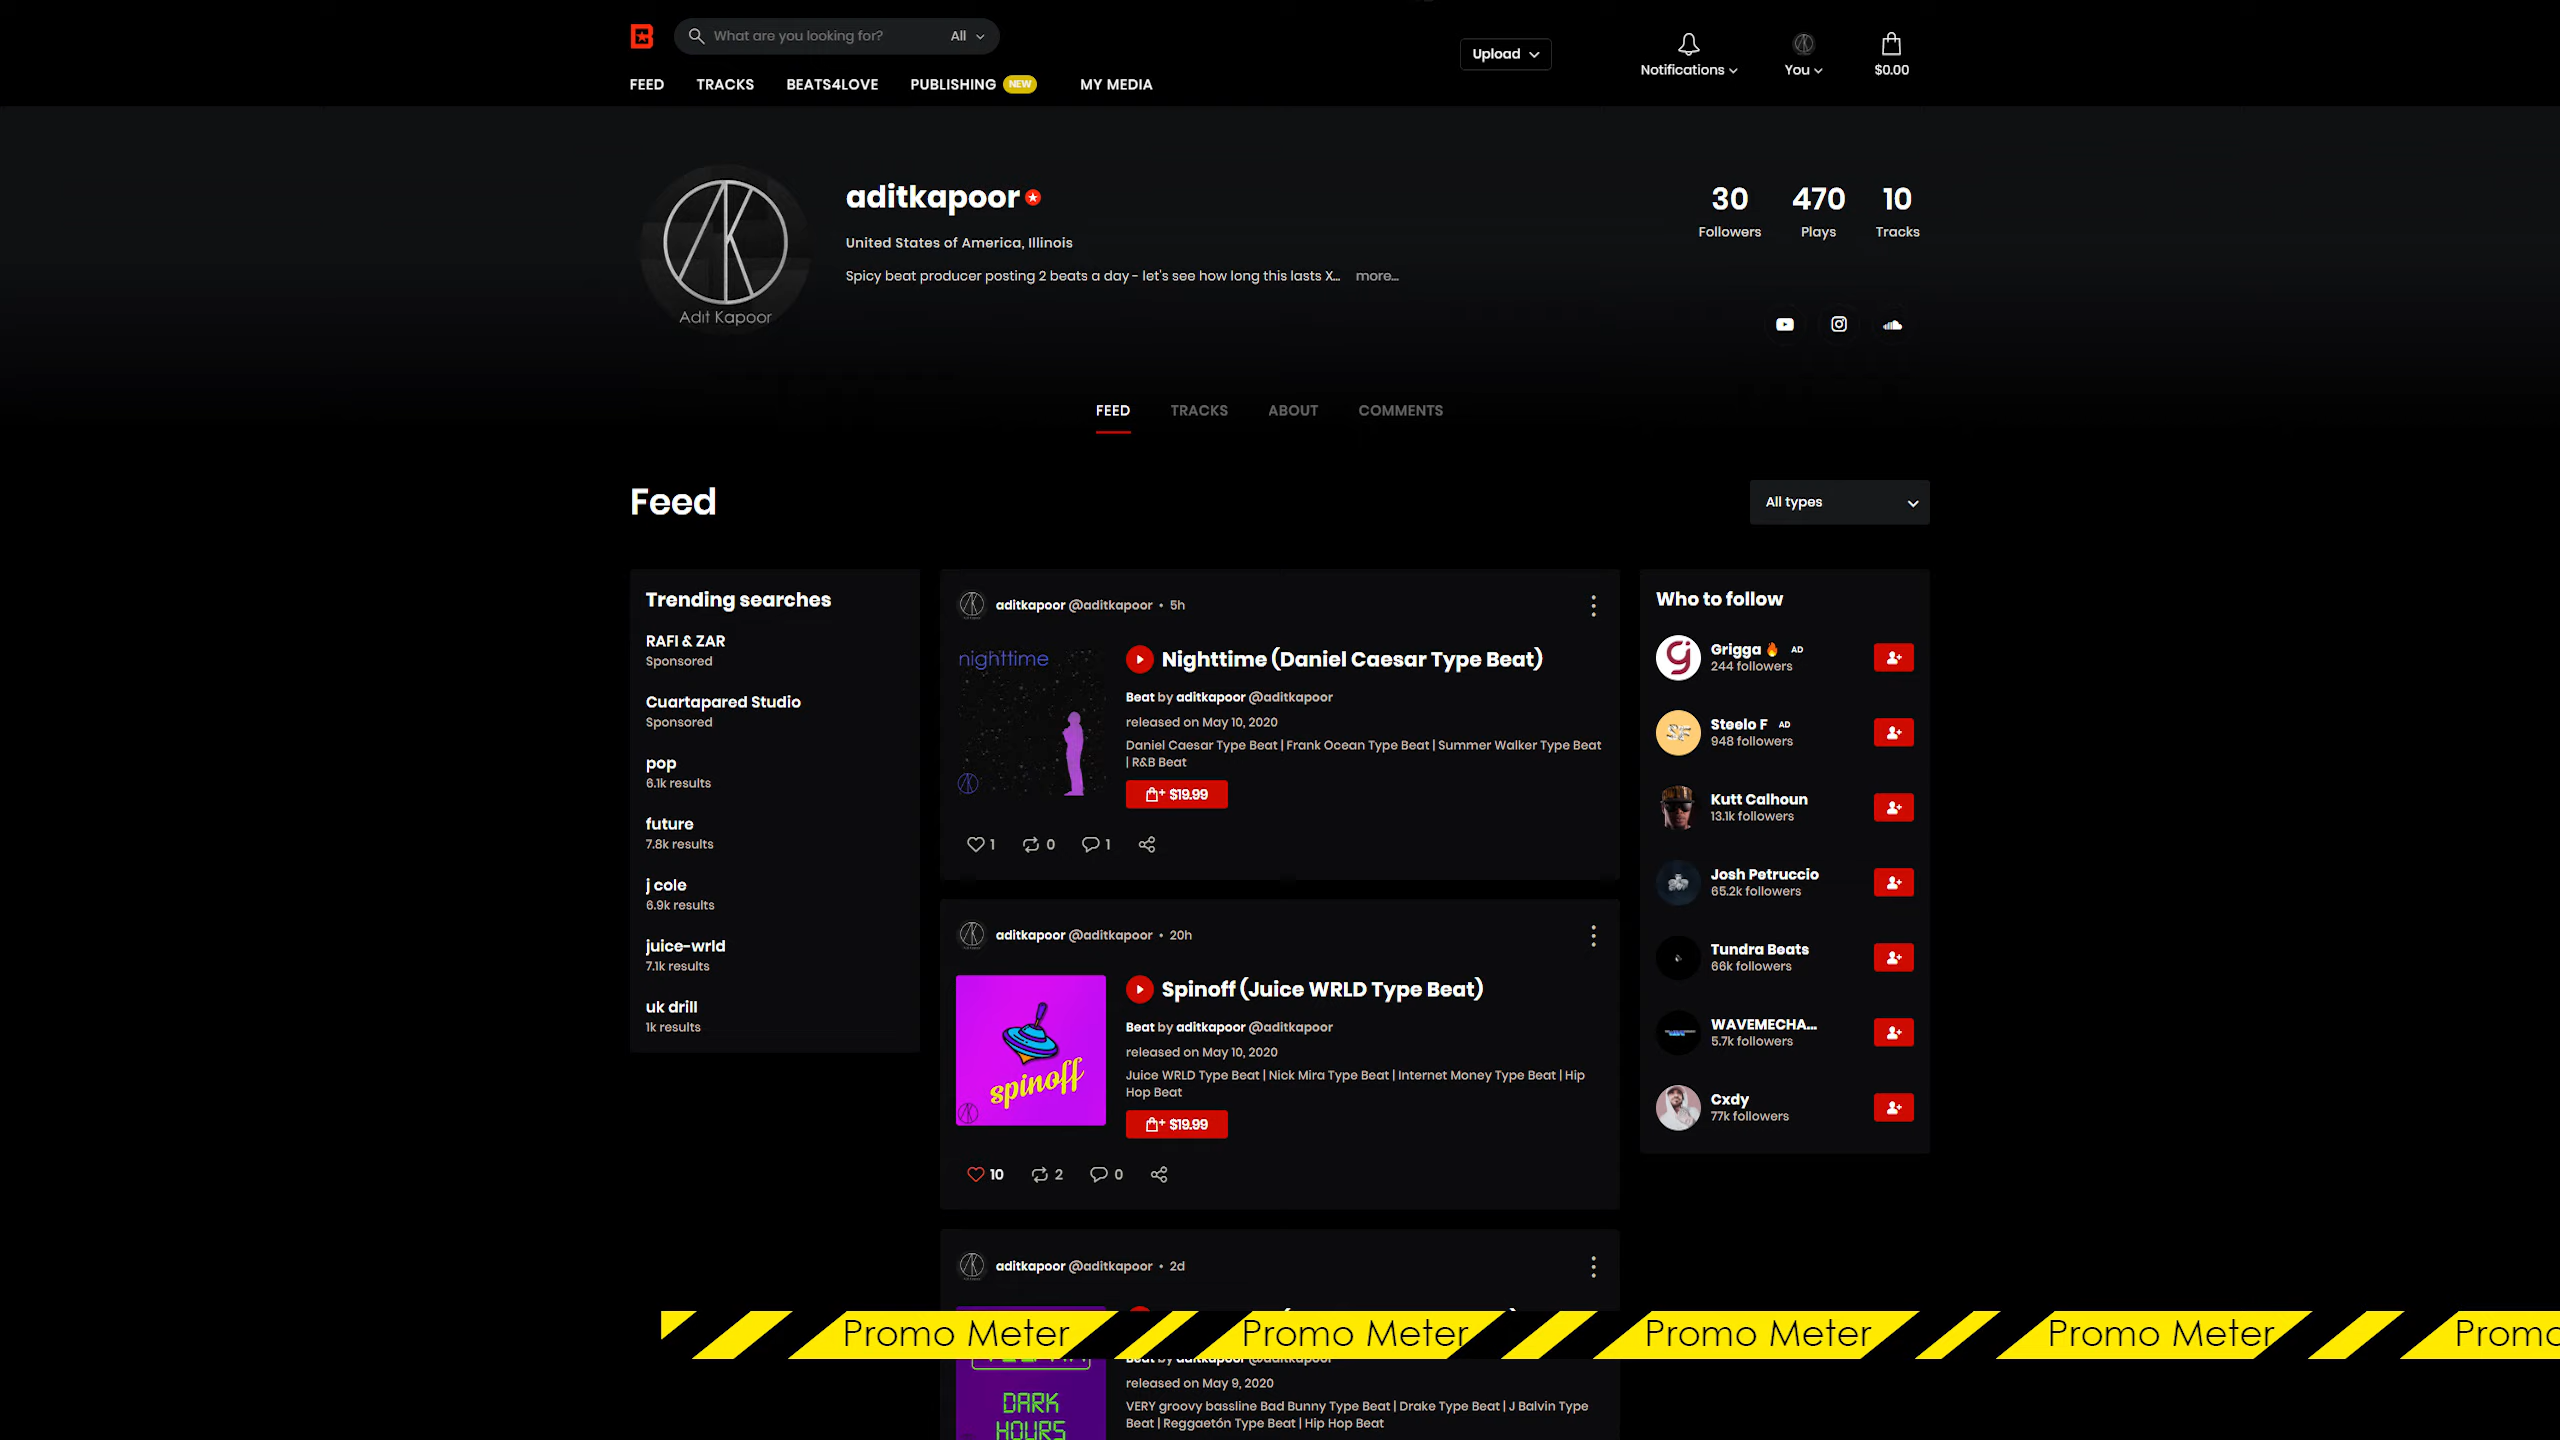 What are you looking for?
All
Upload
Notifications
You
$0.00
FEED
TRACKS
BEATS4LOVE
PUBLISHING
NEW
MY MEDIA
Adit Kapoor
aditkapoor
United States of America, Illinois
Spicy beat producer posting 2 beats a day - let's see how long this lasts X...
more...
30
Followers
470
Plays
10
Tracks
FEED
TRACKS
ABOUT
COMMENTS
Feed
All types
Trending searches
RAFI & ZAR
Sponsored
Cuartapared Studio
Sponsored
pop
6.1k results
future
7.8k results
j cole
6.9k results
juice-wrld
7.1k results
uk drill
1k results
aditkapoor @aditkapoor • 5h
nighttime
Nighttime (Daniel Caesar Type Beat)
Beat by aditkapoor @aditkapoor
released on May 10, 2020
Daniel Caesar Type Beat | Frank Ocean Type Beat | Summer Walker Type Beat
| R&B Beat
$19.99
1
0
1
aditkapoor @aditkapoor • 20h
spinoff
Spinoff (Juice WRLD Type Beat)
Beat by aditkapoor @aditkapoor
released on May 10, 2020
Juice WRLD Type Beat | Nick Mira Type Beat | Internet Money Type Beat | Hip
Hop Beat
$19.99
10
2
0
aditkapoor @aditkapoor • 2d
Promo Meter
Promo Meter
Promo Meter
Promo Meter
Promo
Beat by aditkapoor @aditkapoor
released on May 9, 2020
VERY groovy bassline Bad Bunny Type Beat | Drake Type Beat | J Balvin Type
Beat | Reggaetón Type Beat | Hip Hop Beat
DARK
HOURS
Who to follow
Grigga🔥 AD
244 followers
Steelo F AD
948 followers
SF
Kutt Calhoun
13.1k followers
Josh Petruccio
65.2k followers
Tundra Beats
66k followers
WAVEMECHA...
5.7k followers
Cxdy
77k followers